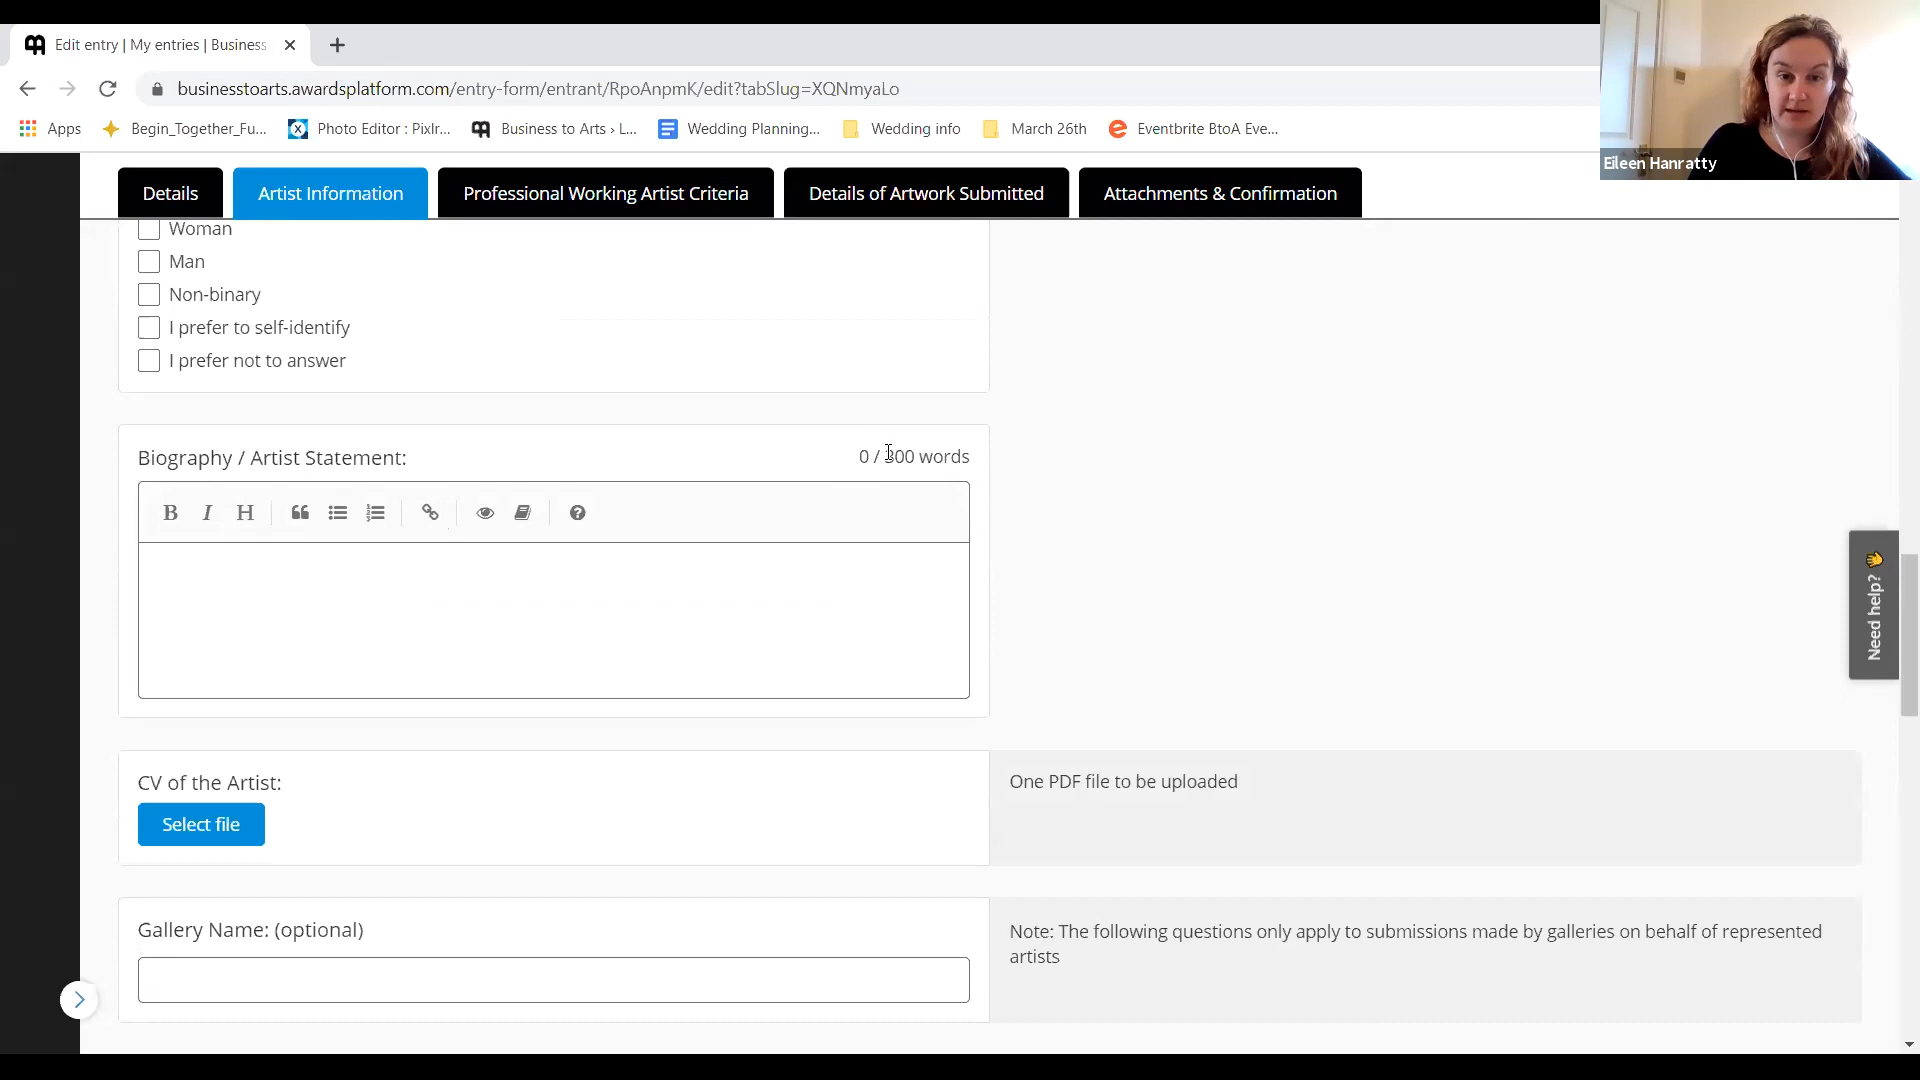 Edit entry | My entries | Business
businesstoarts.awardsplatform.com/entry-form/entrant/RpoAnpmK/edit?tabSlug=XQNmyaLo
Apps Begin_Together_Fu... Photo Editor : Pixlr... Business to Arts › L... Wedding Planning... Wedding info March 26th Eventbrite BtoA Eve...
Eileen Hanratty
Details Artist Information Professional Working Artist Criteria Details of Artwork Submitted Attachments & Confirmation
Woman
Man
Non-binary
I prefer to self-identify
I prefer not to answer
Biography / Artist Statement: 0 / 300 words
B I H
Need help?
CV of the Artist:
Select file
One PDF file to be uploaded
Gallery Name: (optional)
Note: The following questions only apply to submissions made by galleries on behalf of represented
artists